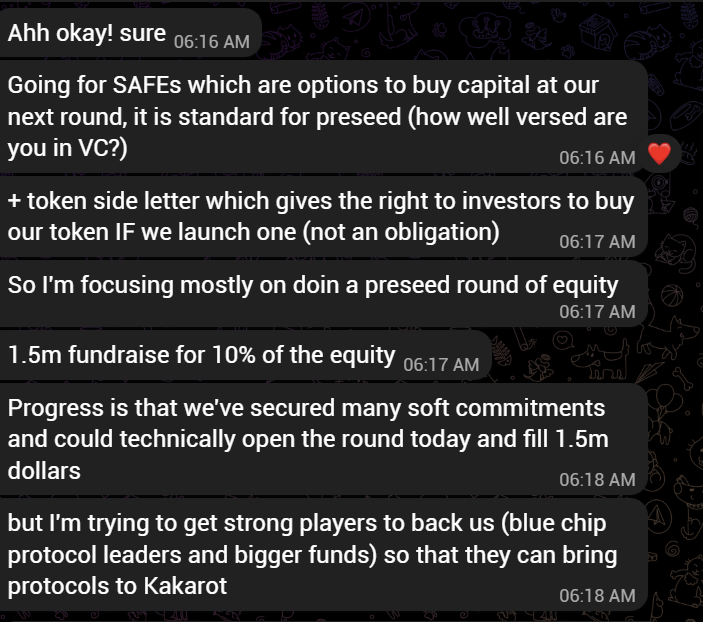 Ahh okay! sure 06:16 AM
Going for SAFEs which are options to buy capital at our
next round, it is standard for preseed (how well versed are
you in VC?)
06:16 AM
+ token side letter which gives the right to investors to buy
our token IF we launch one (not an obligation)
06:17 AM
So I'm focusing mostly on doin a preseed round of equity
06:17 AM
1.5m fundraise for 10% of the equity 06:17 AM
Progress is that we've secured many soft commitments
and could technically open the round today and fill 1.5m
dollars
06:18 AM
but I'm trying to get strong players to back us (blue chip
protocol leaders and bigger funds) so that they can bring
protocols to Kakarot
06:18 AM